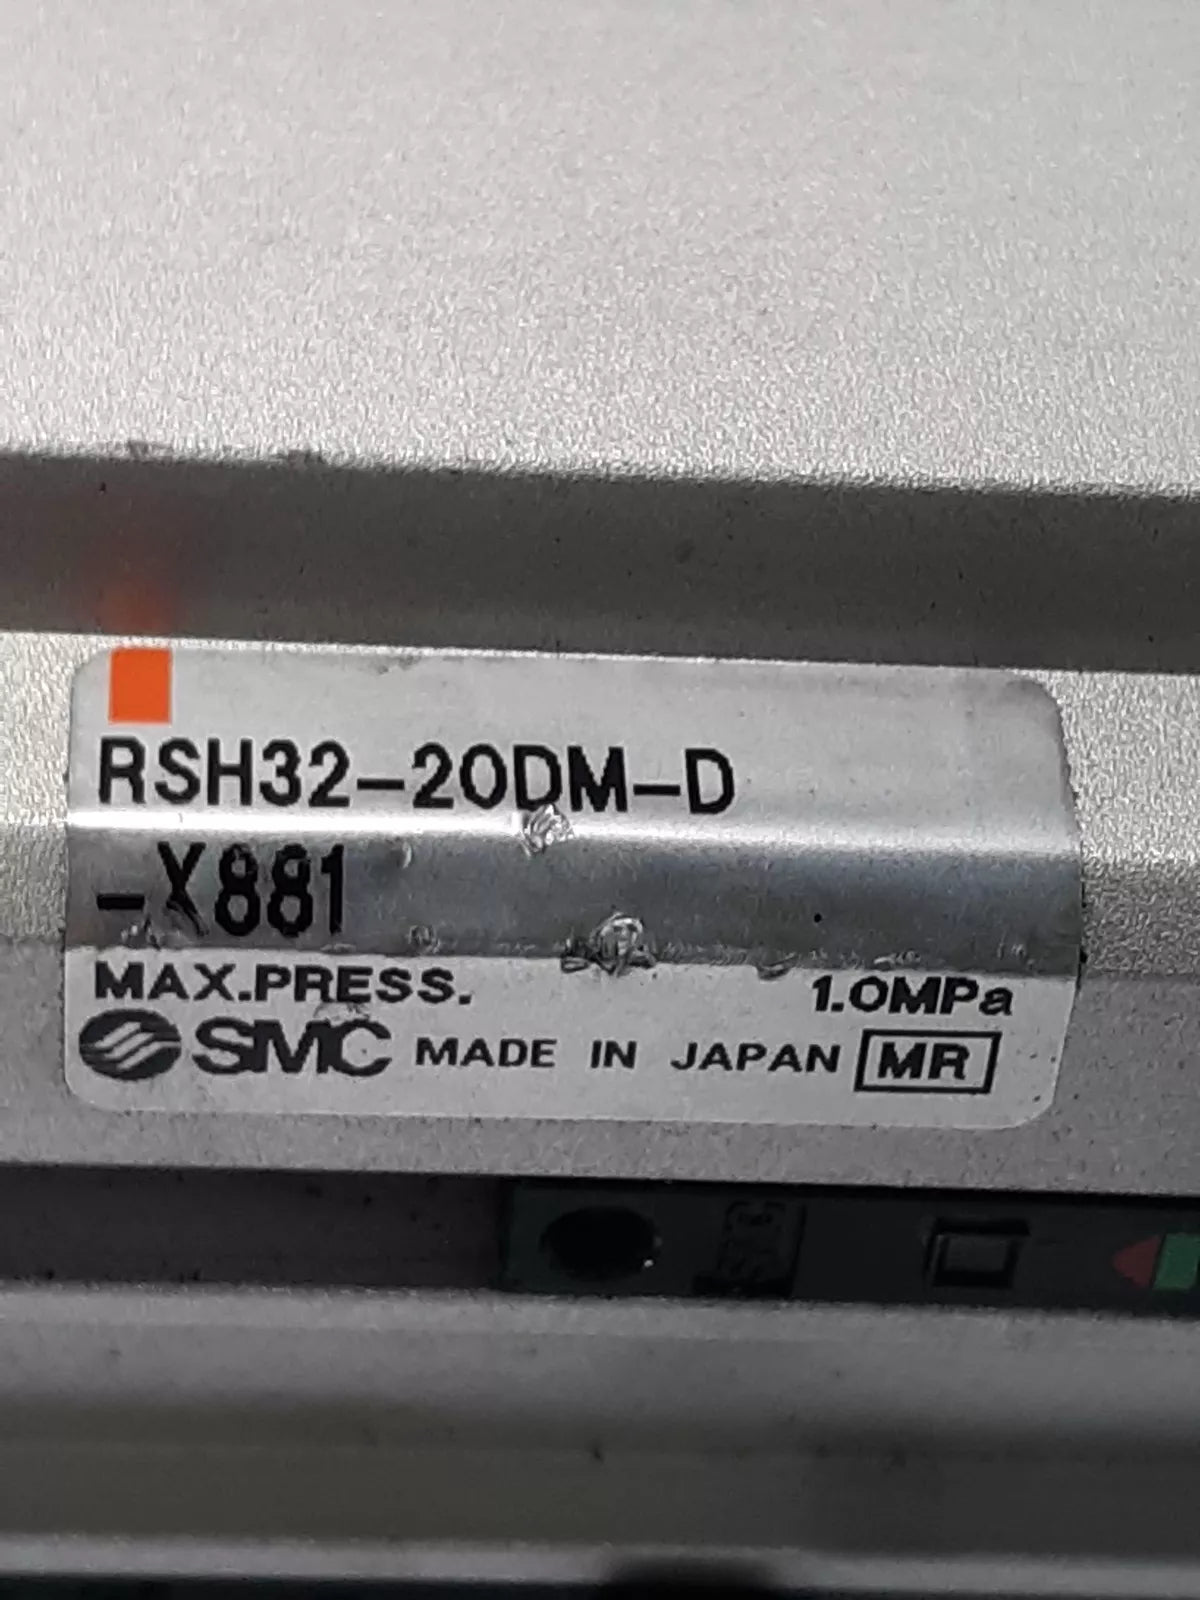 RSH32-20DM-D
-X881
MAX.PRESS. 1.0MPa
SMC MADE IN JAPAN MR